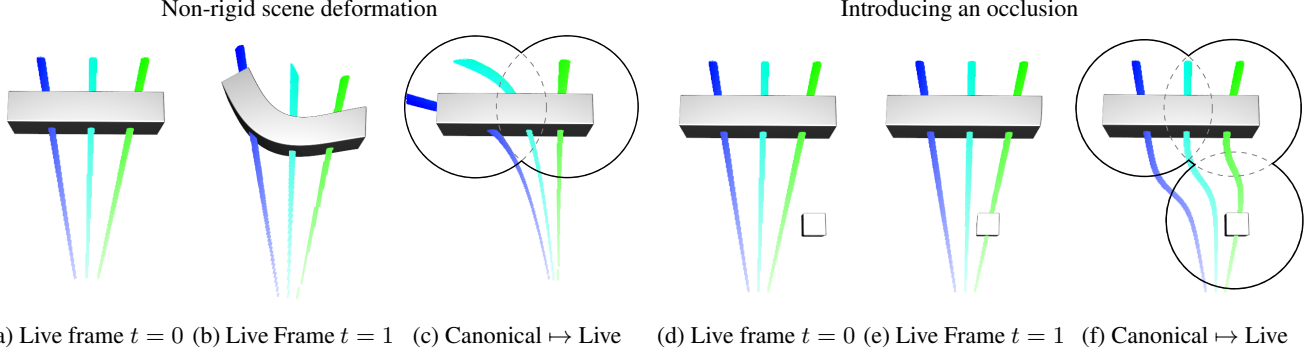 Non-rigid scene deformation
Introducing an occlusion
a) Live frame t = 0 (b) Live Frame t = 1 (c) Canonical ↦ Live (d) Live frame t = 0 (e) Live Frame t = 1 (f) Canonical ↦ Live